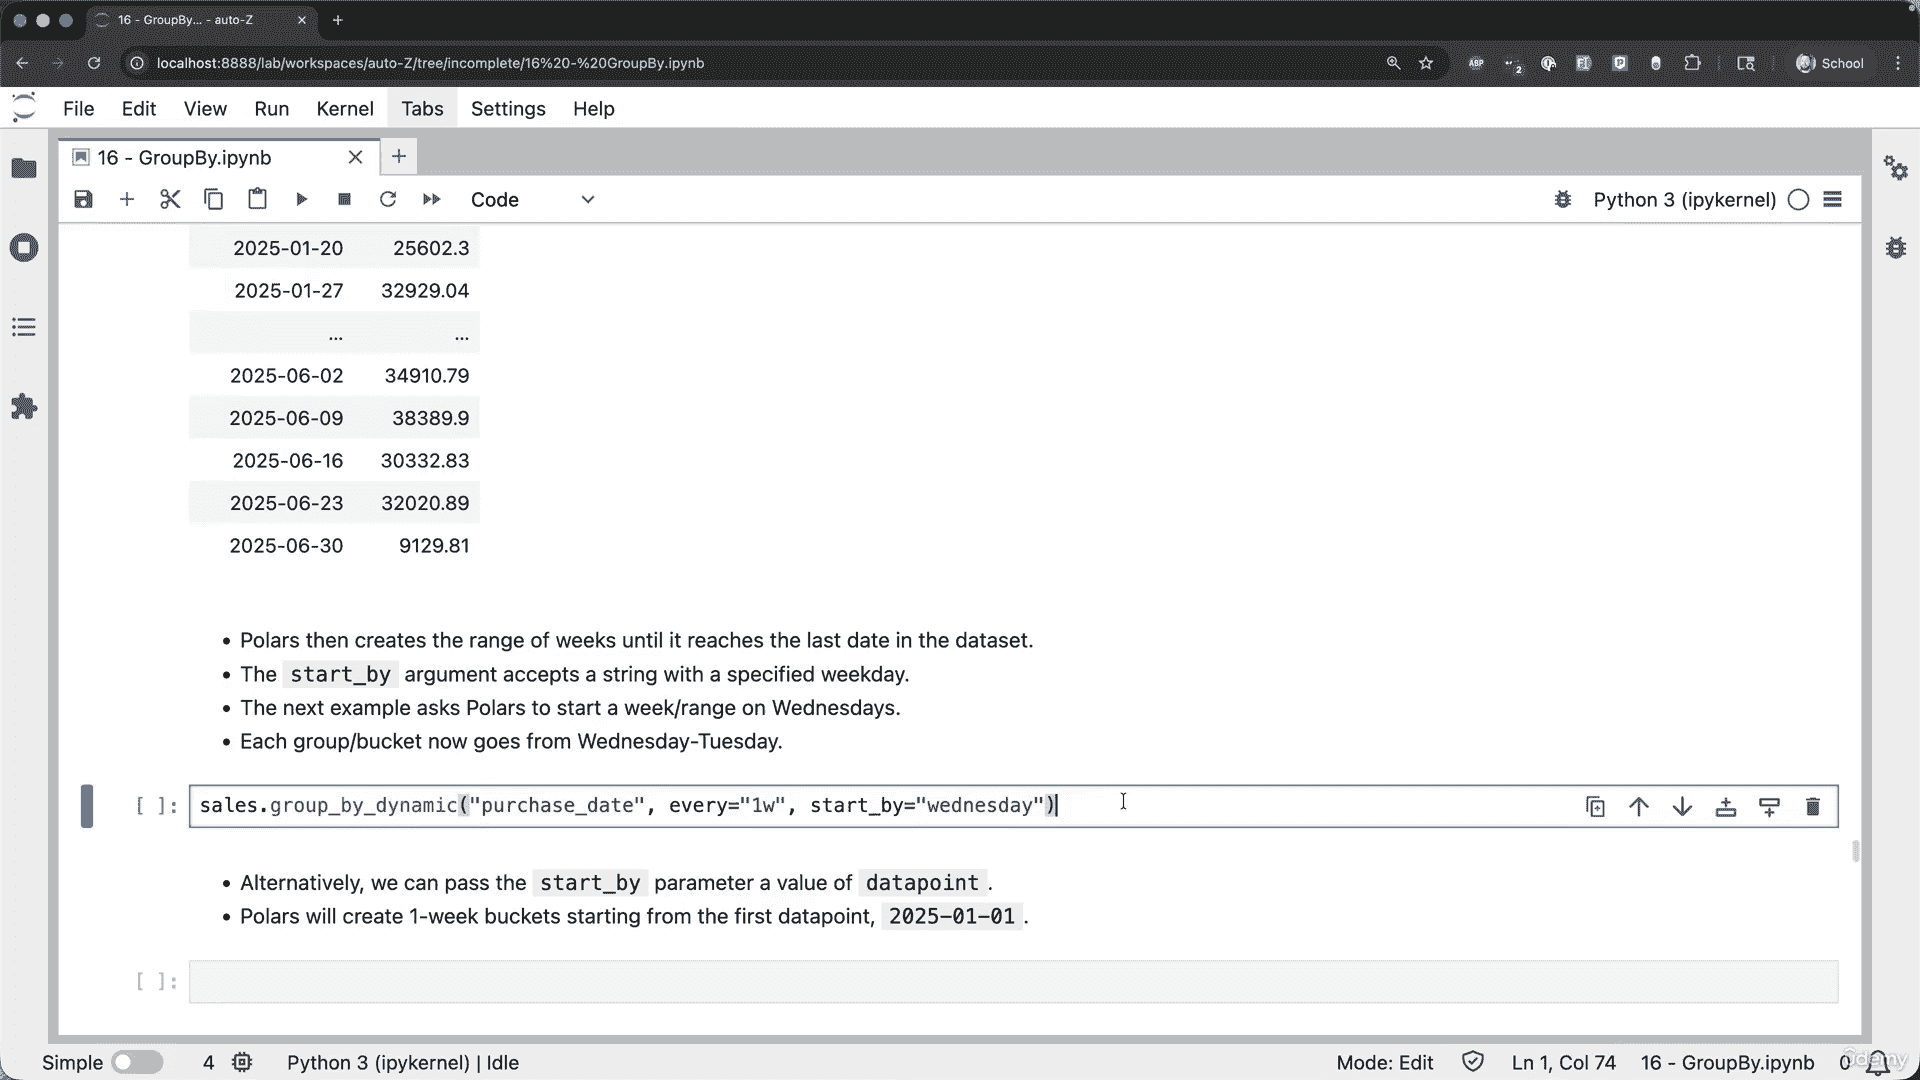 16 - GroupBy... - auto-Z
localhost:8888/lab/workspaces/auto-Z/tree/incomplete/16%20-%20GroupBy.ipynb
ABP
2
School
File Edit View Run Kernel Tabs Settings Help
16 - GroupBy.ipynb
Code
Python 3 (ipykernel)
2025-01-20 25602.3
2025-01-27 32929.04
... ...
2025-06-02 34910.79
2025-06-09 38389.9
2025-06-16 30332.83
2025-06-23 32020.89
2025-06-30 9129.81
• Polars then creates the range of weeks until it reaches the last date in the dataset.
• The start_by argument accepts a string with a specified weekday.
• The next example asks Polars to start a week/range on Wednesdays.
• Each group/bucket now goes from Wednesday-Tuesday.
[ ]: sales.group_by_dynamic("purchase_date", every="1w", start_by="wednesday")
• Alternatively, we can pass the start_by parameter a value of datapoint .
• Polars will create 1-week buckets starting from the first datapoint, 2025-01-01 .
[ ]:
Simple 4 Python 3 (ipykernel) | Idle Mode: Edit Ln 1, Col 74 16 - GroupBy.ipynb 0
Udemy